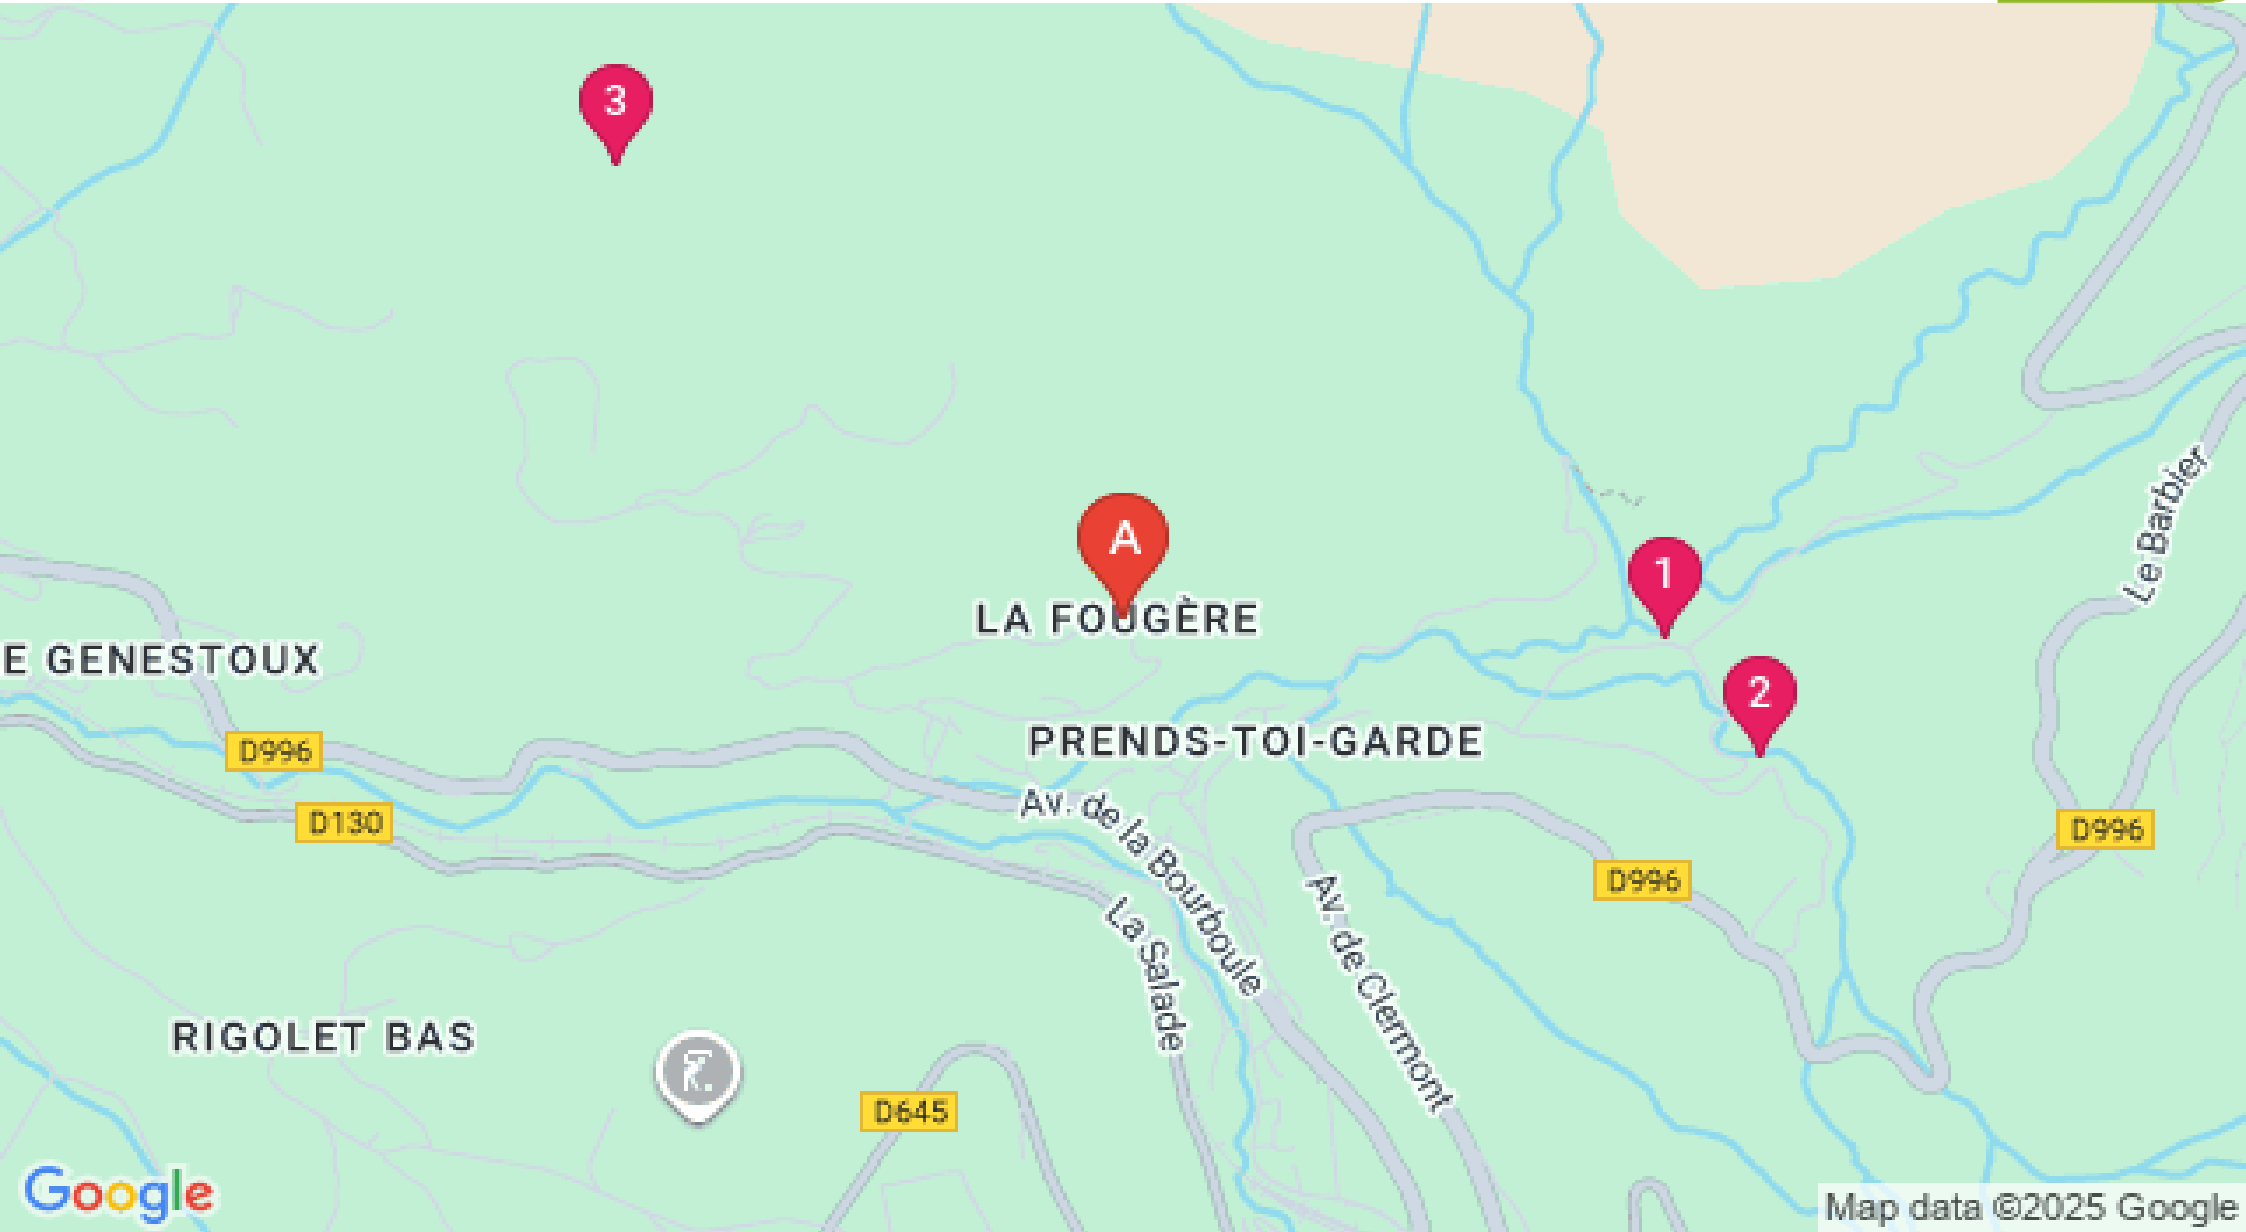 3
A
1
LA FOUGÈRE
Le Barbier
E GENESTOUX
2
PRENDS-TOI-GARDE
D996
Av. de la Bourboule
D130
D996
D996
Av. de Clermont
La Salade
RIGOLET BAS
D645
Google
Map data ©2025 Google